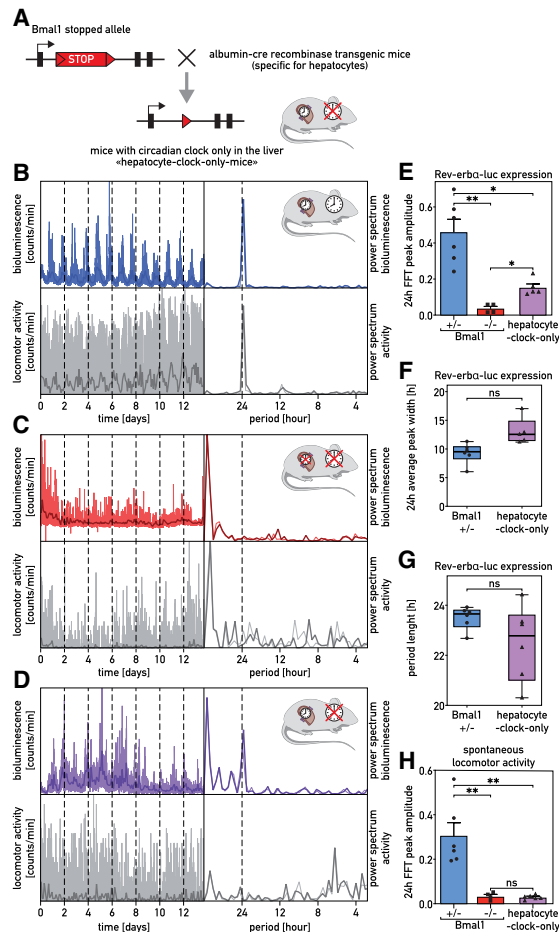 A
Bmal1 stopped allele
STOP
albumin-cre recombinase transgenic mice
(specific for hepatocytes)
mice with circadian clock only in the liver
«hepatocyte-clock-only-mice»
B
bioluminescence
[counts/min]
power spectrum
bioluminescence
locomotor activity
[counts/min]
power spectrum
activity
0 2 4 6 8 10 12 24 12 8 4
time [days] period [hour]
C
bioluminescence
[counts/min]
power spectrum
bioluminescence
locomotor activity
[counts/min]
power spectrum
activity
0 2 4 6 8 10 12 24 12 8 4
time [days] period [hour]
D
bioluminescence
[counts/min]
power spectrum
bioluminescence
locomotor activity
[counts/min]
power spectrum
activity
0 2 4 6 8 10 12 24 12 8 4
time [days] period [hour]
E
Rev-erbα-luc expression
*
**
*
24h FFT peak amplitude
0.6
0.4
0.2
0.0
+/- -/- hepatocyte
-clock-only
Bmal1
F
Rev-erbα-luc expression
ns
24h average peak width [h]
20
15
10
5
0
Bmal1 hepatocyte
+/- -clock-only
G
Rev-erbα-luc expression
ns
period lenght [h]
24
22
20
Bmal1 hepatocyte
+/- -clock-only
H
spontaneous
locomotor activity
0.6
**
**
ns
24h FFT peak amplitude
0.4
0.2
0.0
+/- -/- hepatocyte
-clock-only
Bmal1